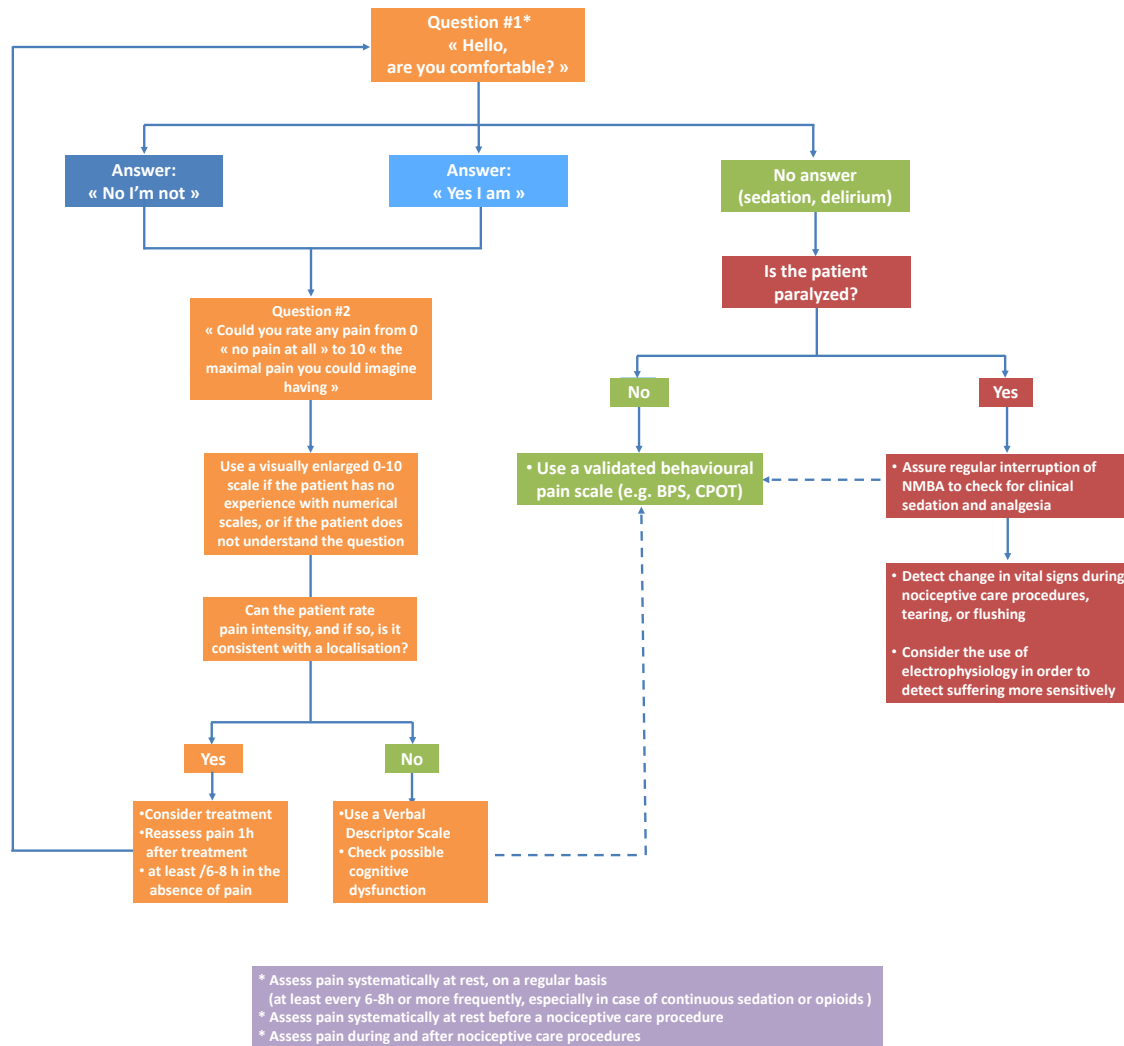 Question #1*
« Hello,
are you comfortable? »
Answer:
« No I'm not »
Answer:
« Yes I am »
No answer
(sedation, delirium)
Is the patient
paralyzed?
Question #2
« Could you rate any pain from 0
« no pain at all » to 10 « the
maximal pain you could imagine
having »
No
Yes
Use a visually enlarged 0-10
scale if the patient has no
experience with numerical
scales, or if the patient does
not understand the question
• Use a validated behavioural
pain scale (e.g. BPS, CPOT)
• Assure regular interruption of
NMBA to check for clinical
sedation and analgesia
• Detect change in vital signs during
nociceptive care procedures,
tearing, or flushing
• Consider the use of
electrophysiology in order to
detect suffering more sensitively
Can the patient rate
pain intensity, and if so, is it
consistent with a localisation?
Yes
No
•Consider treatment
•Reassess pain 1h
after treatment
• at least /6-8 h in the
absence of pain
•Use a Verbal
Descriptor Scale
• Check possible
cognitive
dysfunction
* Assess pain systematically at rest, on a regular basis
(at least every 6-8h or more frequently, especially in case of continuous sedation or opioids )
* Assess pain systematically at rest before a nociceptive care procedure
* Assess pain during and after nociceptive care procedures